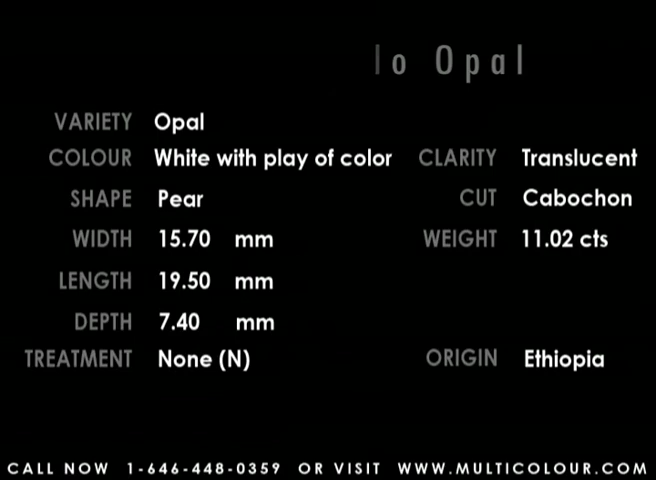 lo Opal
VARIETY Opal
COLOUR White with play of color CLARITY Translucent
SHAPE Pear CUT Cabochon
WIDTH 15.70 mm WEIGHT 11.02 cts
LENGTH 19.50 mm
DEPTH 7.40 mm
TREATMENT None (N) ORIGIN Ethiopia
CALL NOW 1-646-448-0359 OR VISIT WWW.MULTICOLOUR.COM